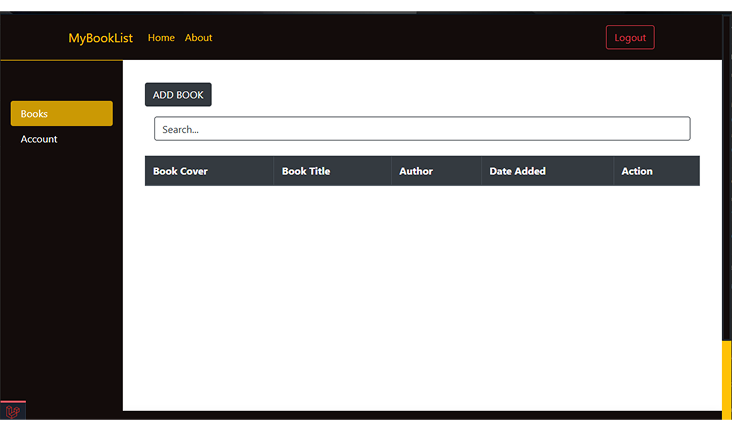 MyBookList Home About Logout
Books
Account
ADD BOOK
Search...
Book Cover Book Title Author Date Added Action